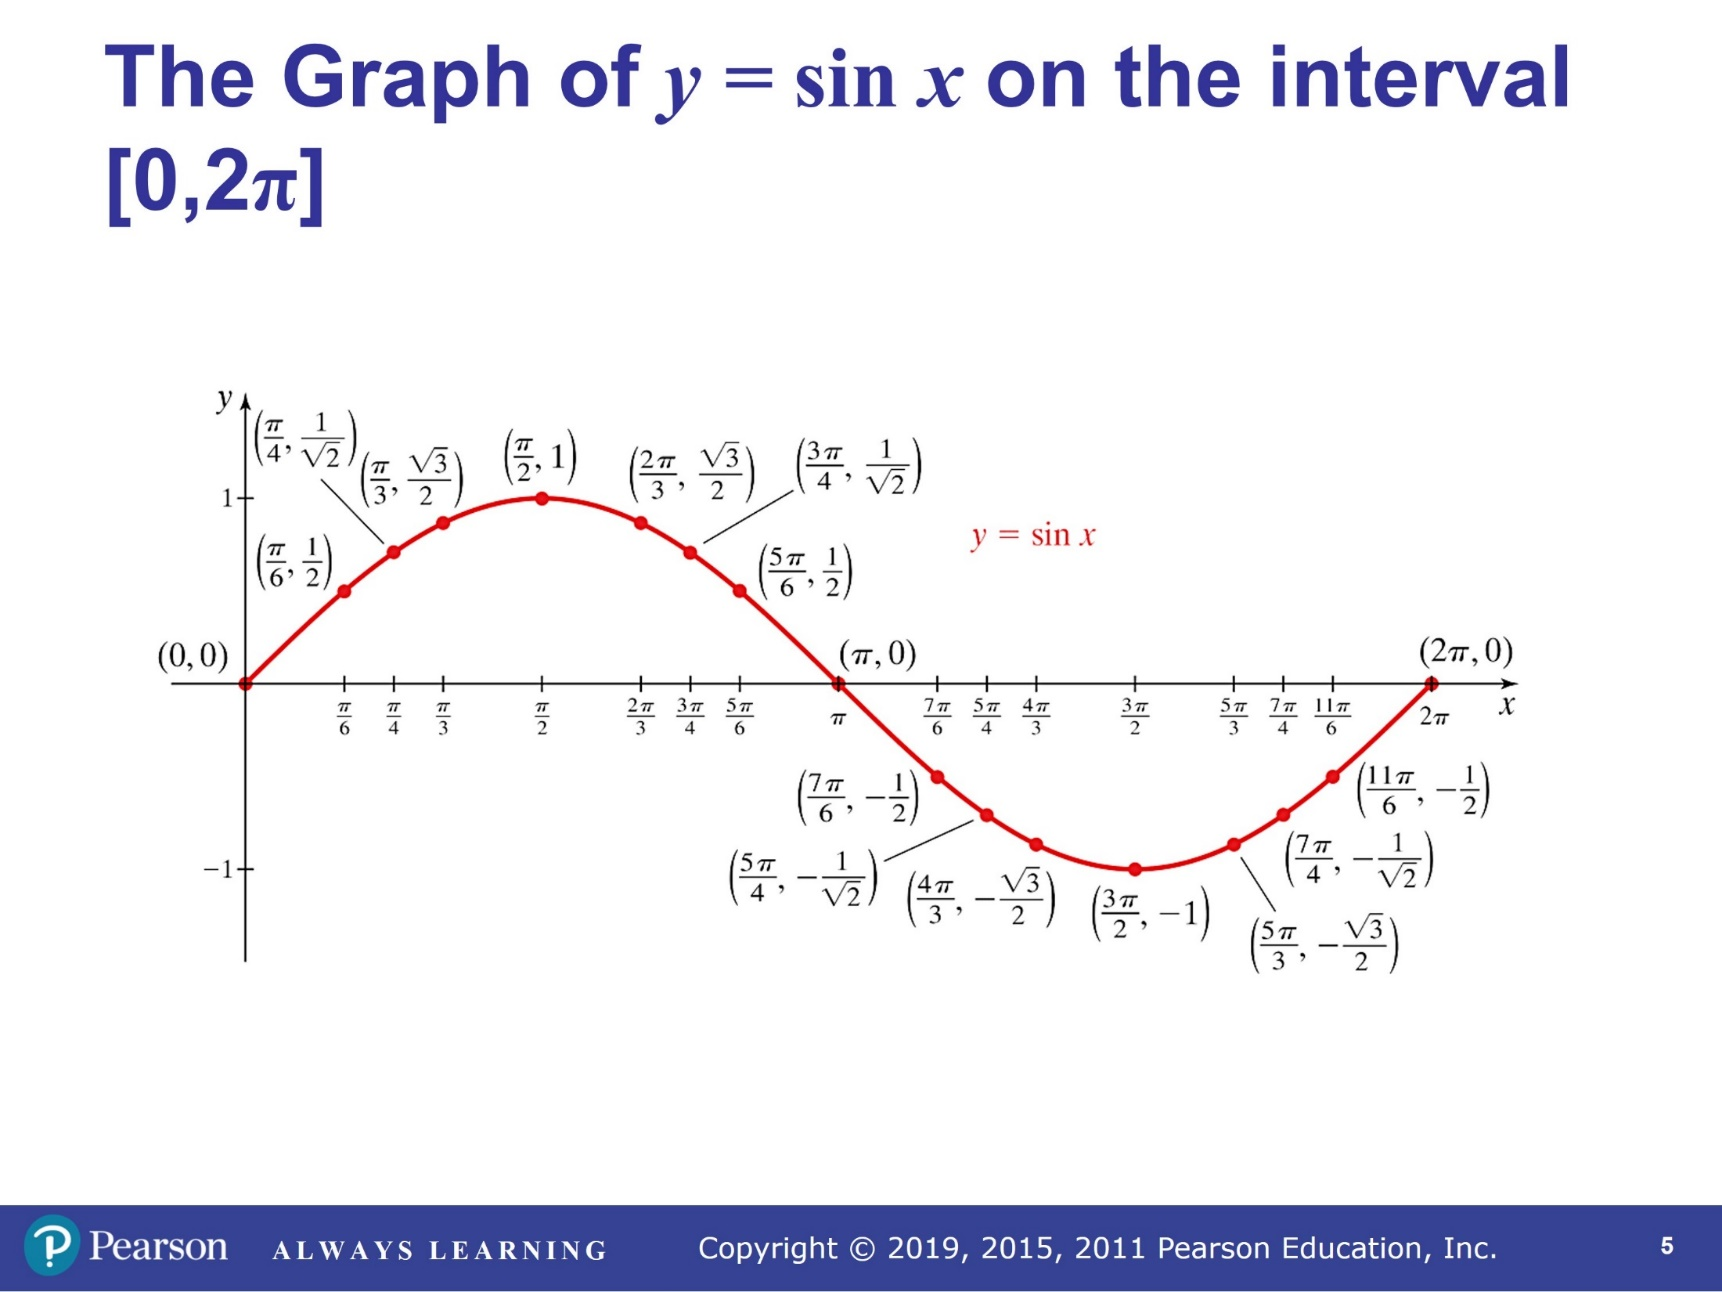 The Graph of y = sin x on the interval
[0,2π]
y
(π/4, 1/√2)
(π/3, √3/2)
(π/2, 1)
(2π/3, √3/2)
(3π/4, 1/√2)
1
y = sin x
(π/6, 1/2)
(5π/6, 1/2)
(0, 0)
(π, 0)
(2π, 0)
π/6 π/4 π/3 π/2 2π/3 3π/4 5π/6 π 7π/6 5π/4 4π/3 3π/2 5π/3 7π/4 11π/6 2π x
(7π/6, −1/2)
(11π/6, −1/2)
−1
(5π/4, −1/√2)
(4π/3, −√3/2)
(3π/2, −1)
(7π/4, −1/√2)
(5π/3, −√3/2)
P Pearson ALWAYS LEARNING Copyright © 2019, 2015, 2011 Pearson Education, Inc. 5